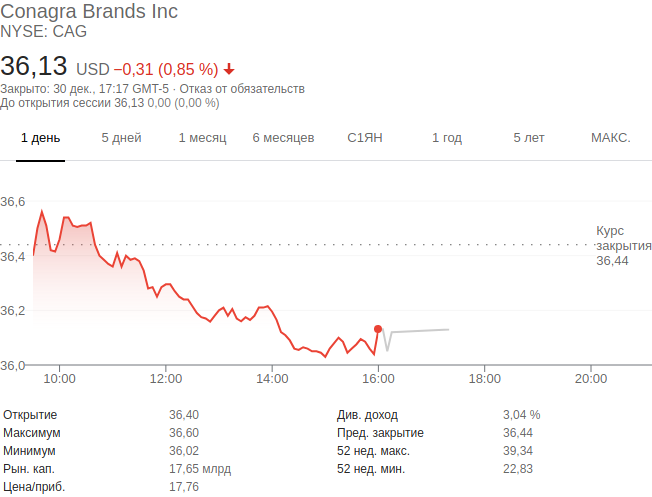 Conagra Brands Inc
NYSE: CAG
36,13 USD −0,31 (0,85 %)
Закрыто: 30 дек., 17:17 GMT-5 · Отказ от обязательств
До открытия сессии 36,13 0,00 (0,00 %)
1 день 5 дней 1 месяц 6 месяцев С1ЯН 1 год 5 лет МАКС.
36,6
Курс
закрытия
36,44
36,4
36,2
36,0
10:00 12:00 14:00 16:00 18:00 20:00
Открытие 36,40 Див. доход 3,04 %
Максимум 36,60 Пред. закрытие 36,44
Минимум 36,02 52 нед. макс. 39,34
Рын. кап. 17,65 млрд 52 нед. мин. 22,83
Цена/приб. 17,76